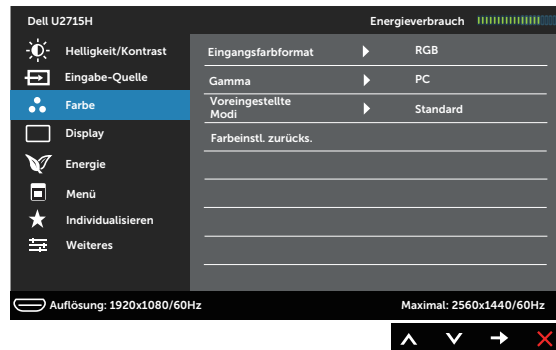 Dell U2715H
Energieverbrauch
Helligkeit/Kontrast
Eingabe-Quelle
Farbe
Display
Energie
Menü
Individualisieren
Weiteres
Eingangsfarbformat
RGB
Gamma
PC
Voreingestellte
Modi
Standard
Farbeinstl. zurücks.
Auflösung: 1920x1080/60Hz
Maximal: 2560x1440/60Hz